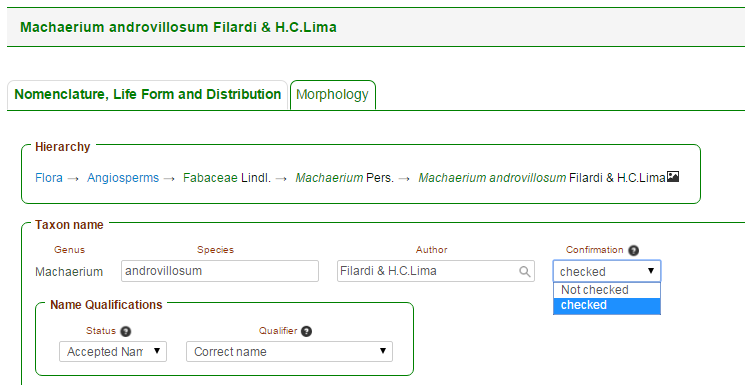 Machaerium androvillosum Filardi & H.C.Lima
Nomenclature, Life Form and Distribution Morphology
Hierarchy
Flora → Angiosperms → Fabaceae Lindl. → Machaerium Pers. → Machaerium androvillosum Filardi & H.C.Lima
Taxon name
Genus Species Author Confirmation ?
Machaerium androvillosum Filardi & H.C.Lima checked
Not checked
checked
Name Qualifications
Status ? Qualifier ?
Accepted Nam Correct name